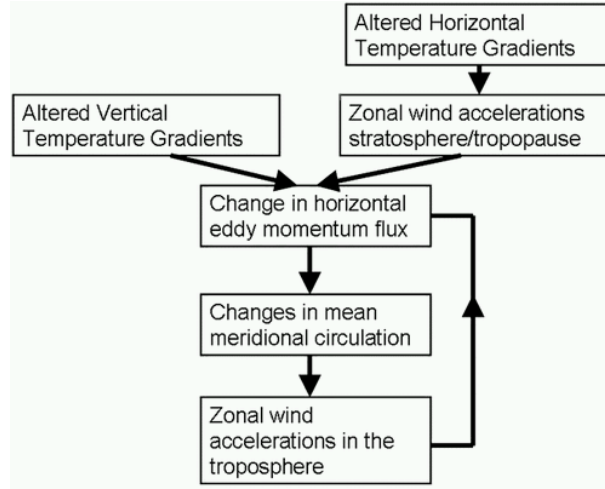 Altered Horizontal
Temperature Gradients
Altered Vertical
Temperature Gradients
Zonal wind accelerations
stratosphere/tropopause
Change in horizontal
eddy momentum flux
Changes in mean
meridional circulation
Zonal wind
accelerations in the
troposphere